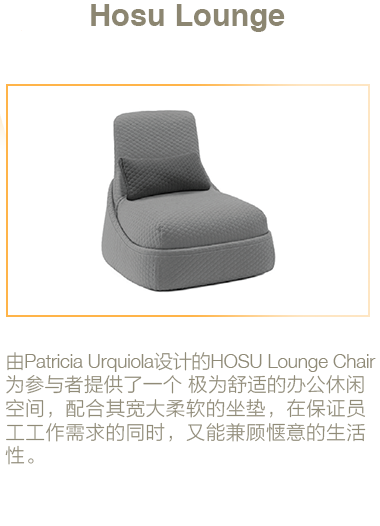 Hosu Lounge
由Patricia Urquiola设计的HOSU Lounge Chair
为参与者提供了一个 极为舒适的办公休闲
空间，配合其宽大柔软的坐垫，在保证员
工工作需求的同时，又能兼顾惬意的生活
性。